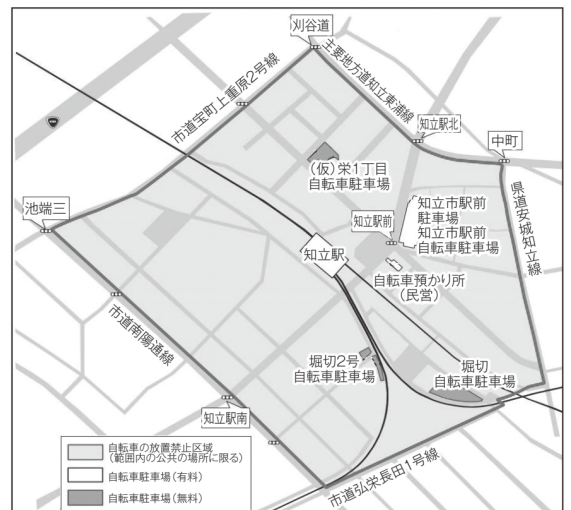 刈谷道
主要地方道知立東浦線
市道宝町上重原2号線
知立駅北
中町
(仮)栄1丁目
自転車駐車場
県道安城知立線
池端三
知立駅前
知立市駅前
駐車場
知立市駅前
自転車駐車場
知立駅
自転車預かり所
(民営)
市道南陽通線
堀切2号
自転車駐車場
堀切
自転車駐車場
知立駅南
市道弘栄長田1号線
自転車の放置禁止区域
(範囲内の公共の場所に限る)
自転車駐車場(有料)
自転車駐車場(無料)